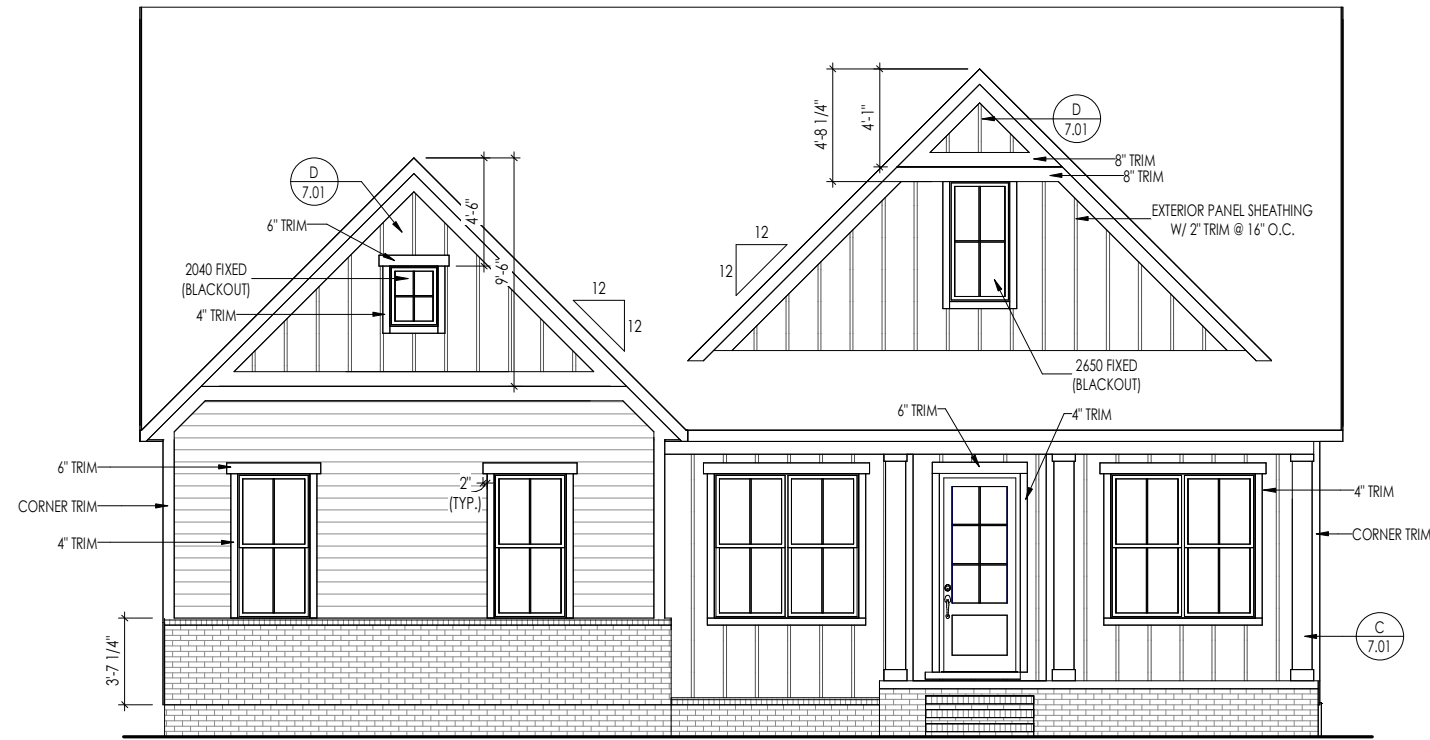 4'-8 1/4"
4'-1"
D
7.01
8" TRIM
8" TRIM
D
7.01
6" TRIM
4'-6"
9'-6"
EXTERIOR PANEL SHEATHING
W/ 2" TRIM @ 16" O.C.
12
12
2040 FIXED
(BLACKOUT)
4" TRIM
12
12
2650 FIXED
(BLACKOUT)
6" TRIM
4" TRIM
6" TRIM
2"
(TYP.)
CORNER TRIM
4" TRIM
4" TRIM
CORNER TRIM
3'-7 1/4"
C
7.01